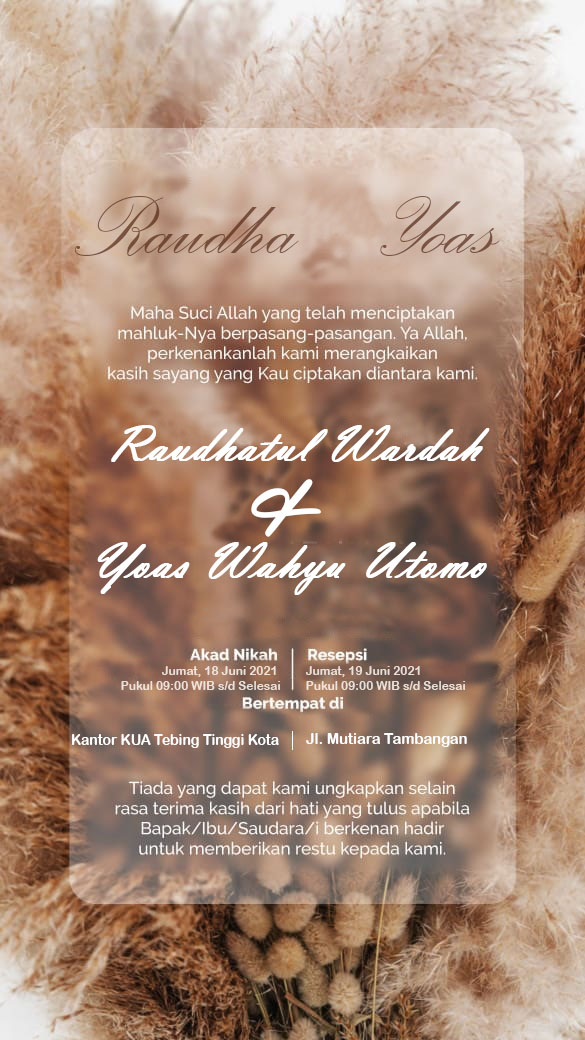 Raudha Yoas
Maha Suci Allah yang telah menciptakan
mahluk-Nya berpasang-pasangan. Ya Allah,
perkenankanlah kami merangkaikan
kasih sayang yang Kau ciptakan diantara kami.
Raudhatul Wardah
&
Yoas Wahyu Utomo
Akad Nikah | Resepsi
Jumat, 18 Juni 2021 | Jumat, 19 Juni 2021
Pukul 09:00 WIB s/d Selesai | Pukul 09:00 WIB s/d Selesai
Bertempat di
Kantor KUA Tebing Tinggi Kota | Jl. Mutiara Tambangan
Tiada yang dapat kami ungkapkan selain
rasa terima kasih dari hati yang tulus apabila
Bapak/Ibu/Saudara/i berkenan hadir
untuk memberikan restu kepada kami.